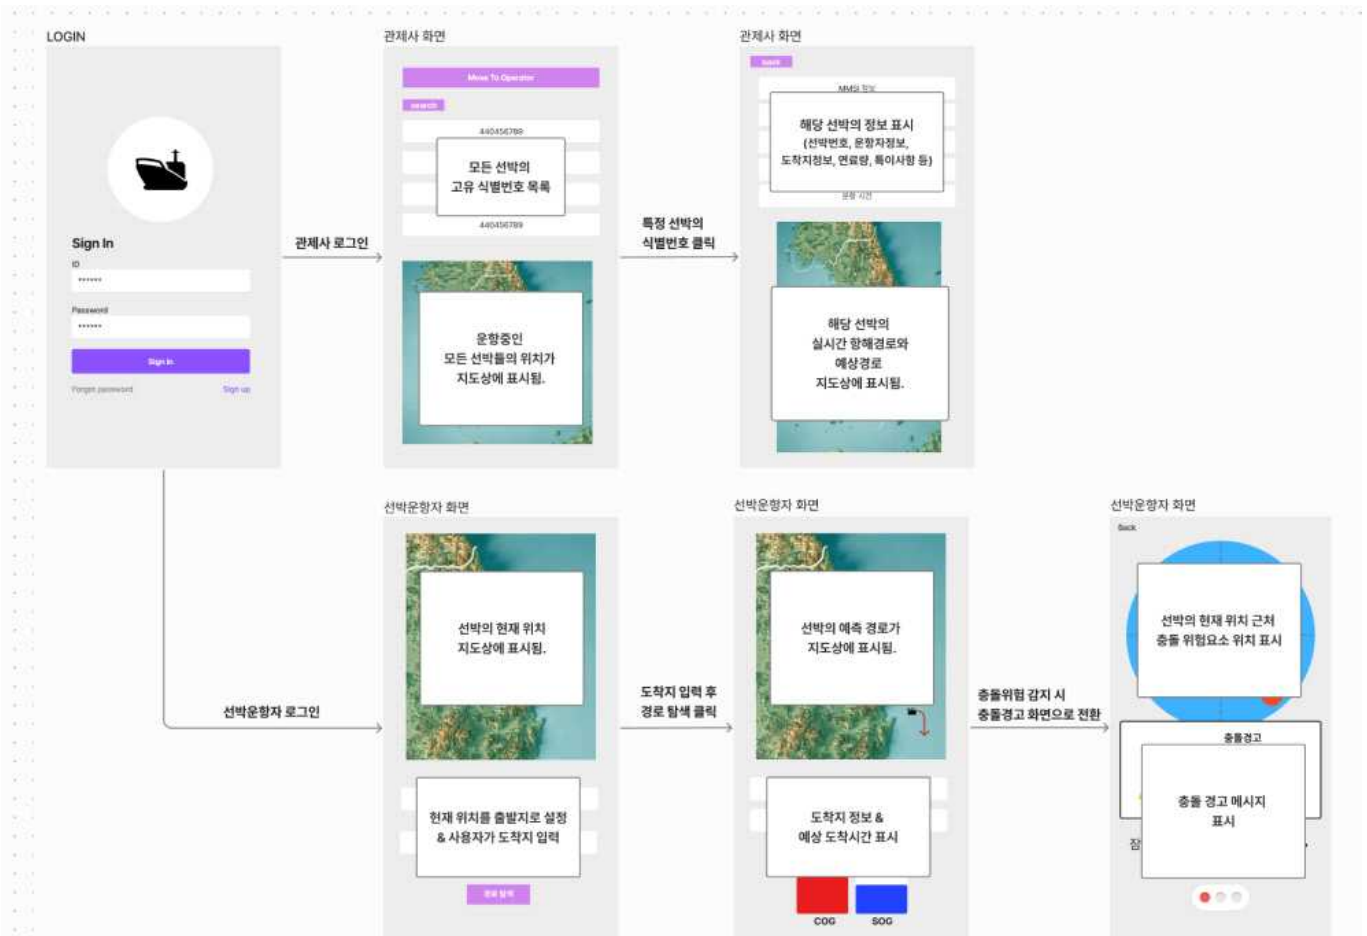 LOGIN
Sign In
ID
******
Password
******
Sign In
Forgot password
Sign up
관제사 로그인
관제사 화면
Move To Operator
search
440456789
모든 선박의
고유 식별번호 목록
440456789
운항중인
모든 선박들의 위치가
지도상에 표시됨.
특정 선박의
식별번호 클릭
관제사 화면
back
MMSI 정보
해당 선박의 정보 표시
(선박번호, 운항자정보,
도착지정보, 연료량, 특이사항 등)
운항 시간
해당 선박의
실시간 항해경로와
예상경로
지도상에 표시됨.
선박운항자 로그인
선박운항자 화면
선박의 현재 위치
지도상에 표시됨.
현재 위치를 출발지로 설정
& 사용자가 도착지 입력
경로 탐색
도착지 입력 후
경로 탐색 클릭
선박운항자 화면
선박의 예측 경로가
지도상에 표시됨.
도착지 정보 &
예상 도착시간 표시
COG
SOG
충돌위험 감지 시
충돌경고 화면으로 전환
선박운항자 화면
Back
선박의 현재 위치 근처
충돌 위험요소 위치 표시
충돌경고
충돌 경고 메시지
표시
잠